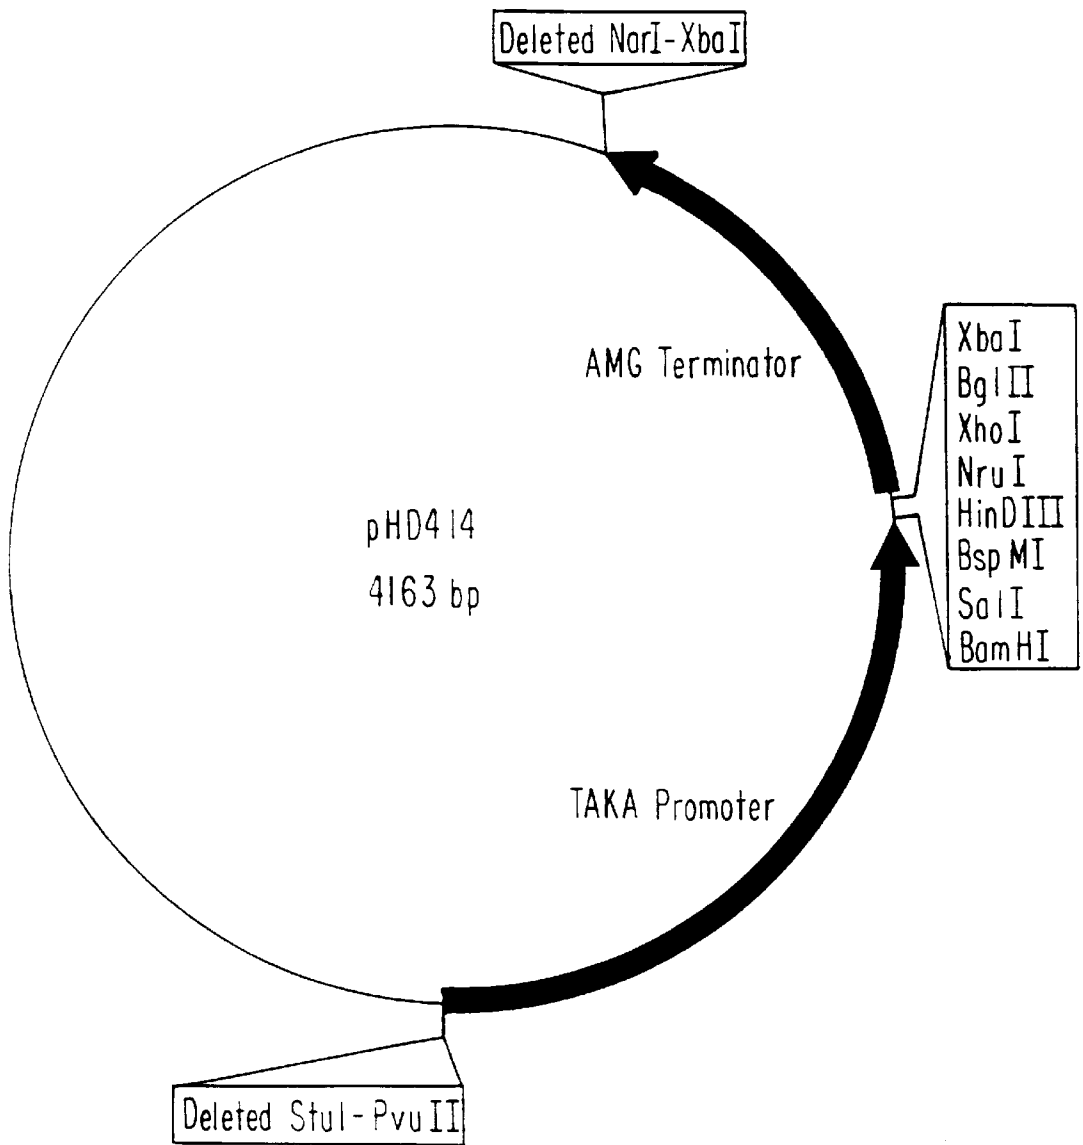 Deleted NarI-XbaI
AMG Terminator
XbaI
BglII
XhoI
NruI
HinDIII
BspMI
SalI
BamHI
pHD414
4163 bp
TAKA Promoter
Deleted StuI-PvuII